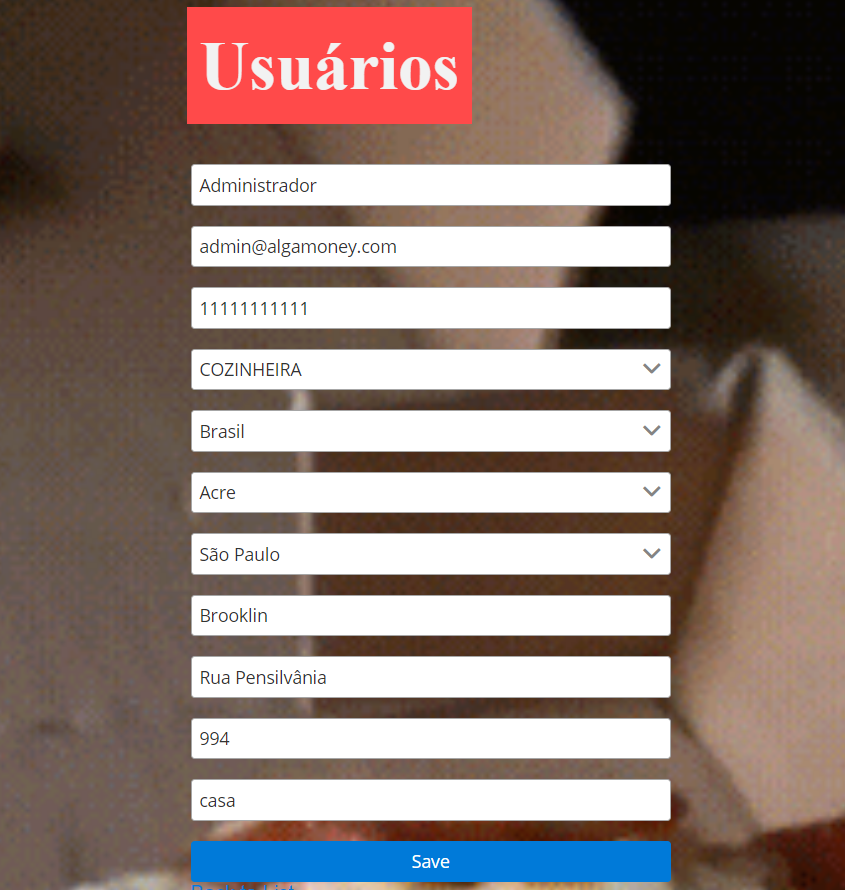 Usuários
Administrador
admin@algamoney.com
11111111111
COZINHEIRA
Brasil
Acre
São Paulo
Brooklin
Rua Pensilvânia
994
casa
Save